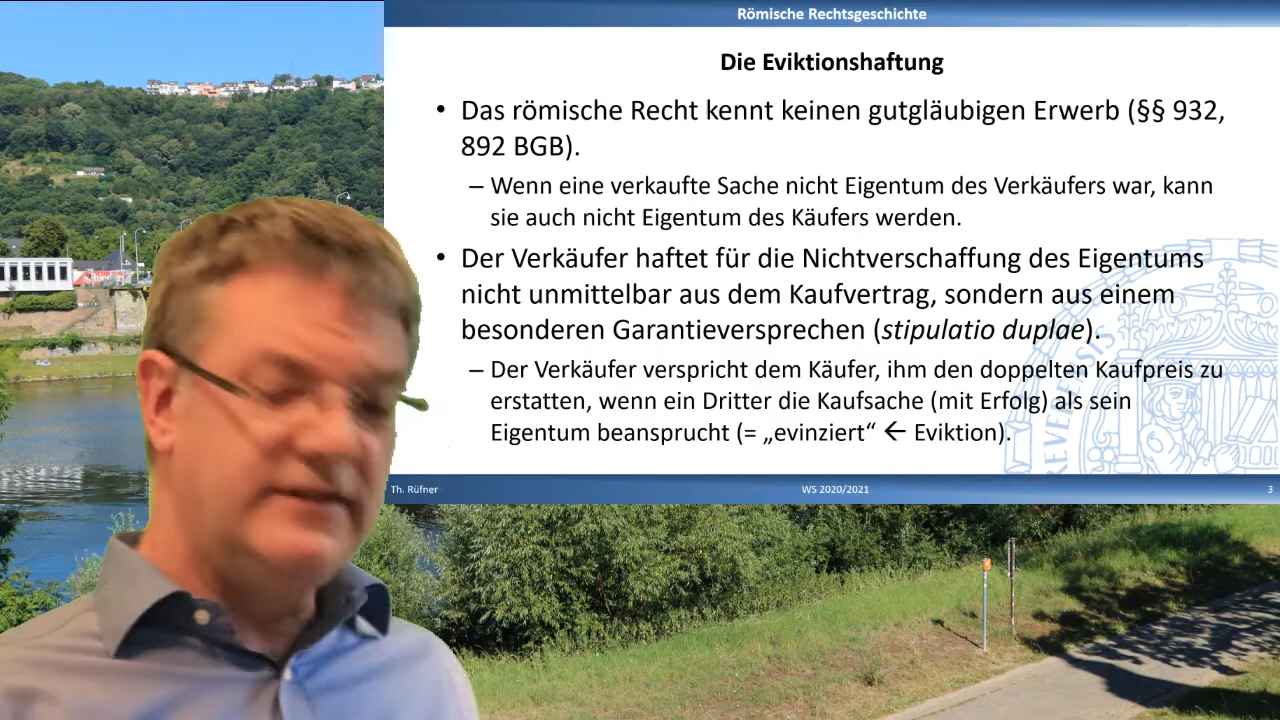 Römische Rechtsgeschichte
Die Eviktionshaftung
• Das römische Recht kennt keinen gutgläubigen Erwerb (§§ 932,
892 BGB).
– Wenn eine verkaufte Sache nicht Eigentum des Verkäufers war, kann
sie auch nicht Eigentum des Käufers werden.
• Der Verkäufer haftet für die Nichtverschaffung des Eigentums
nicht unmittelbar aus dem Kaufvertrag, sondern aus einem
besonderen Garantieversprechen (stipulatio duplae).
– Der Verkäufer verspricht dem Käufer, ihm den doppelten Kaufpreis zu
erstatten, wenn ein Dritter die Kaufsache (mit Erfolg) als sein
Eigentum beansprucht (= „evinziert“ ← Eviktion).
Th. Rüfner
WS 2020/2021
3